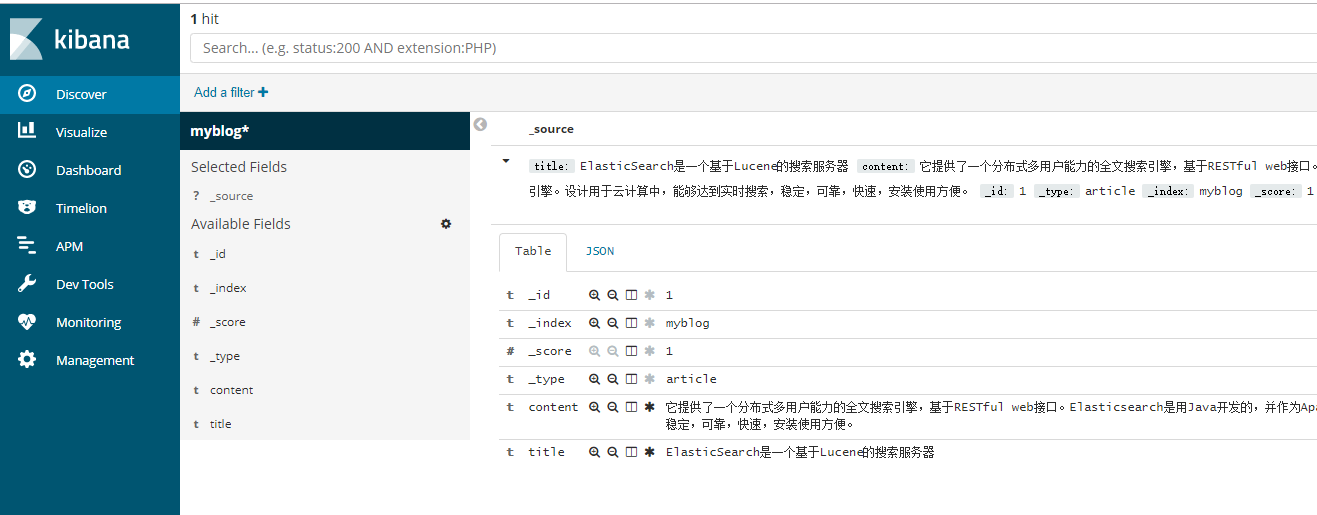 kibana
Discover
Visualize
Dashboard
Timelion
APM
Dev Tools
Monitoring
Management
1 hit
Search... (e.g. status:200 AND extension:PHP)
Add a filter
myblog*
Selected Fields
? _source
Available Fields
t _id
t _index
# _score
t _type
t content
t title
_source
title: ElasticSearch是一个基于Lucene的搜索服务器 content: 它提供了一个分布式多用户能力的全文搜索引擎，基于RESTful web接口。
引擎。设计用于云计算中，能够达到实时搜索，稳定，可靠，快速，安装使用方便。 _id: 1 _type: article _index: myblog _score: 1
Table JSON
t _id 1
t _index myblog
# _score 1
t _type article
t content 它提供了一个分布式多用户能力的全文搜索引擎，基于RESTful web接口。Elasticsearch是用Java开发的，并作为Apa
稳定，可靠，快速，安装使用方便。
t title ElasticSearch是一个基于Lucene的搜索服务器